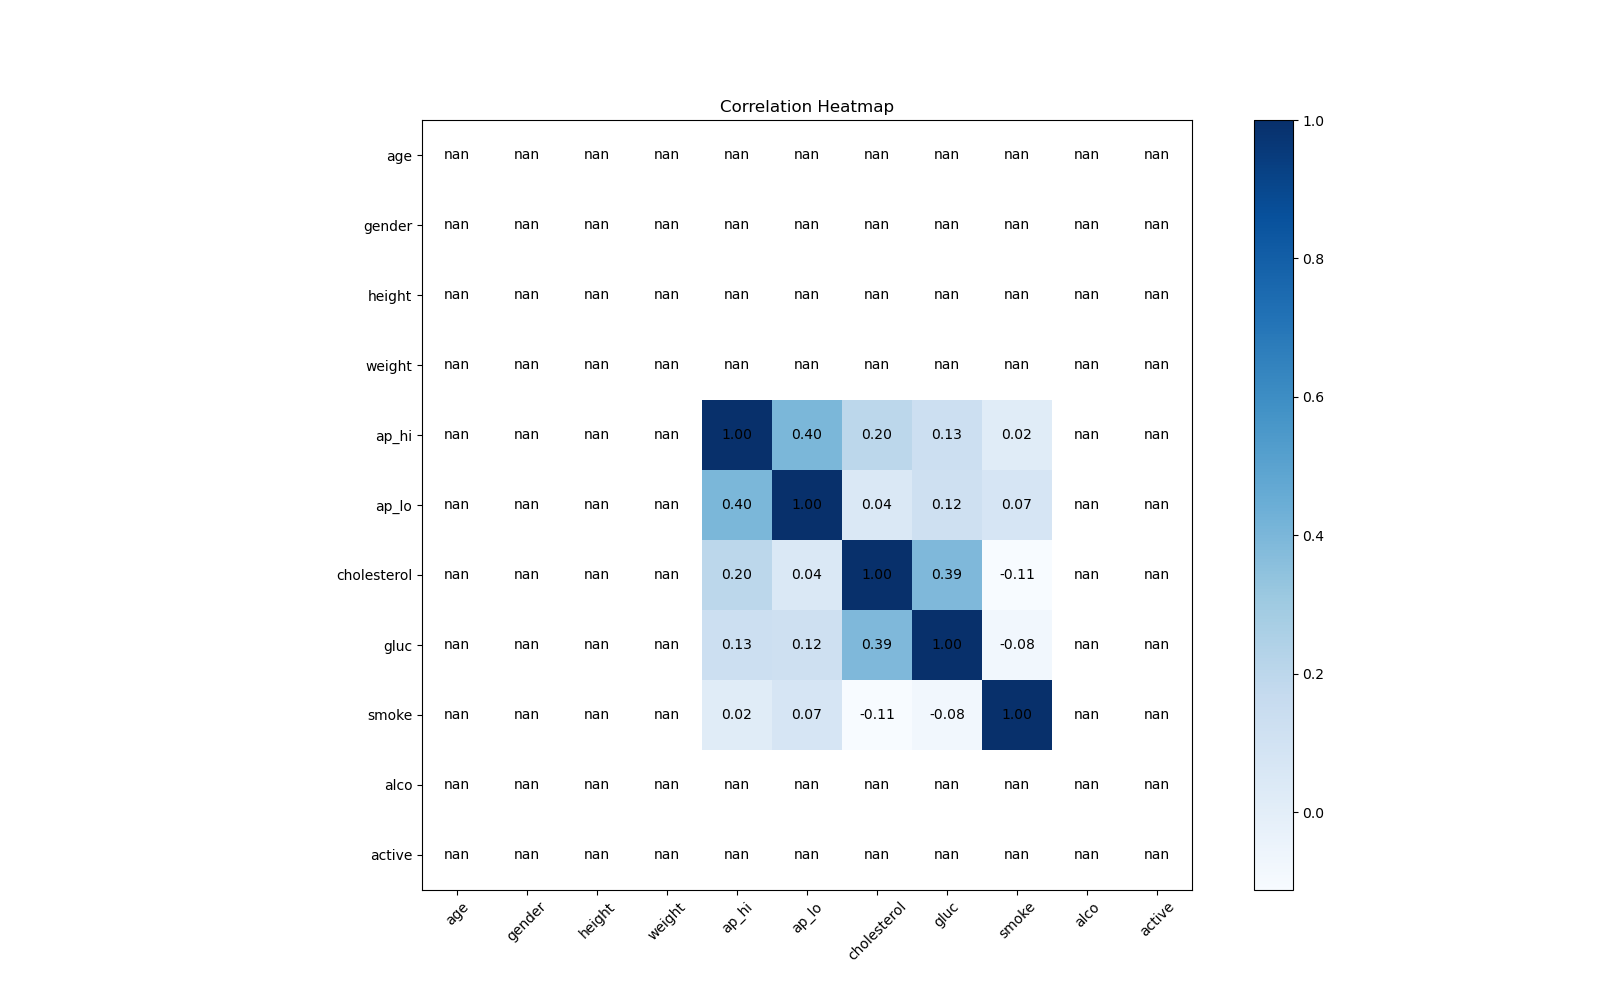 Correlation Heatmap
age nan nan nan nan nan nan nan nan nan nan nan
gender nan nan nan nan nan nan nan nan nan nan nan
height nan nan nan nan nan nan nan nan nan nan nan
weight nan nan nan nan nan nan nan nan nan nan nan
ap_hi nan nan nan nan 1.00 0.40 0.20 0.13 0.02 nan nan
ap_lo nan nan nan nan 0.40 1.00 0.04 0.12 0.07 nan nan
cholesterol nan nan nan nan 0.20 0.04 1.00 0.39 -0.11 nan nan
gluc nan nan nan nan 0.13 0.12 0.39 1.00 -0.08 nan nan
smoke nan nan nan nan 0.02 0.07 -0.11 -0.08 1.00 nan nan
alco nan nan nan nan nan nan nan nan nan nan nan
active nan nan nan nan nan nan nan nan nan nan nan
age gender height weight ap_hi ap_lo cholesterol gluc smoke alco active
1.0
0.8
0.6
0.4
0.2
0.0